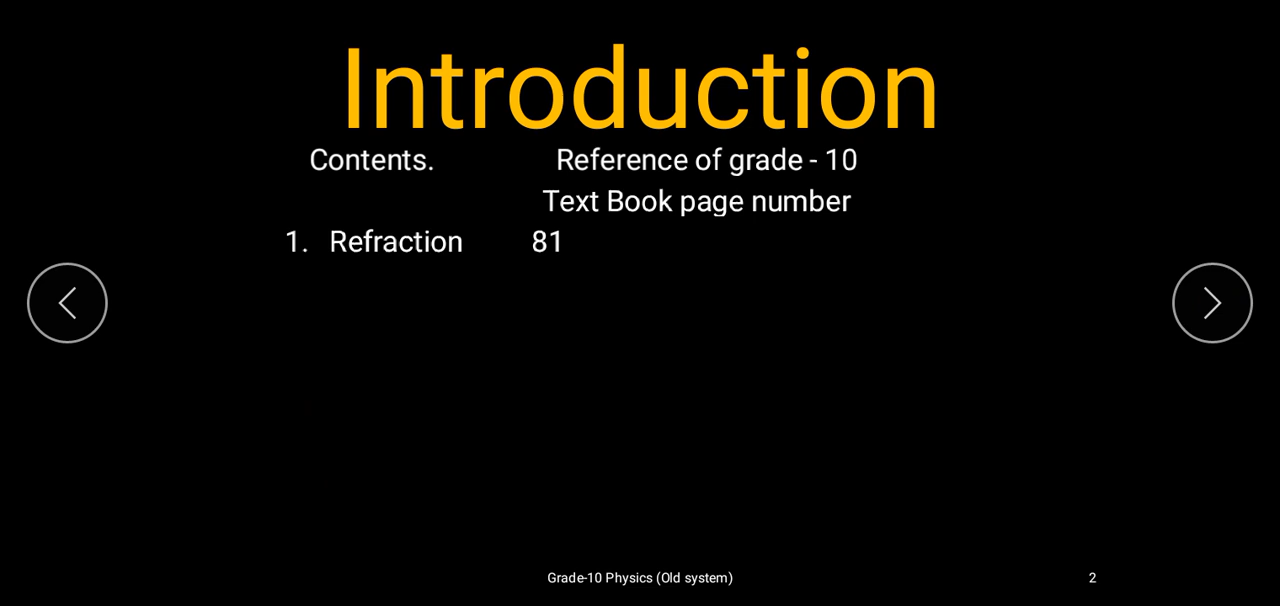 Introduction
Contents. Reference of grade - 10
Text Book page number
1. Refraction 81
Grade-10 Physics (Old system) 2